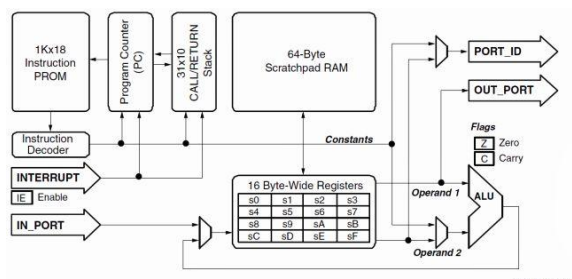 1Kx18
Instruction
PROM
Program Counter
(PC)
31x10
CALL/RETURN
Stack
64-Byte
Scratchpad RAM
PORT_ID
OUT_PORT
Instruction
Decoder
Constants
Flags
Z Zero
C Carry
INTERRUPT
IE Enable
16 Byte-Wide Registers
s0 s1 s2 s3
s4 s5 s6 s7
s8 s9 sA sB
sC sD sE sF
Operand 1
ALU
IN_PORT
Operand 2